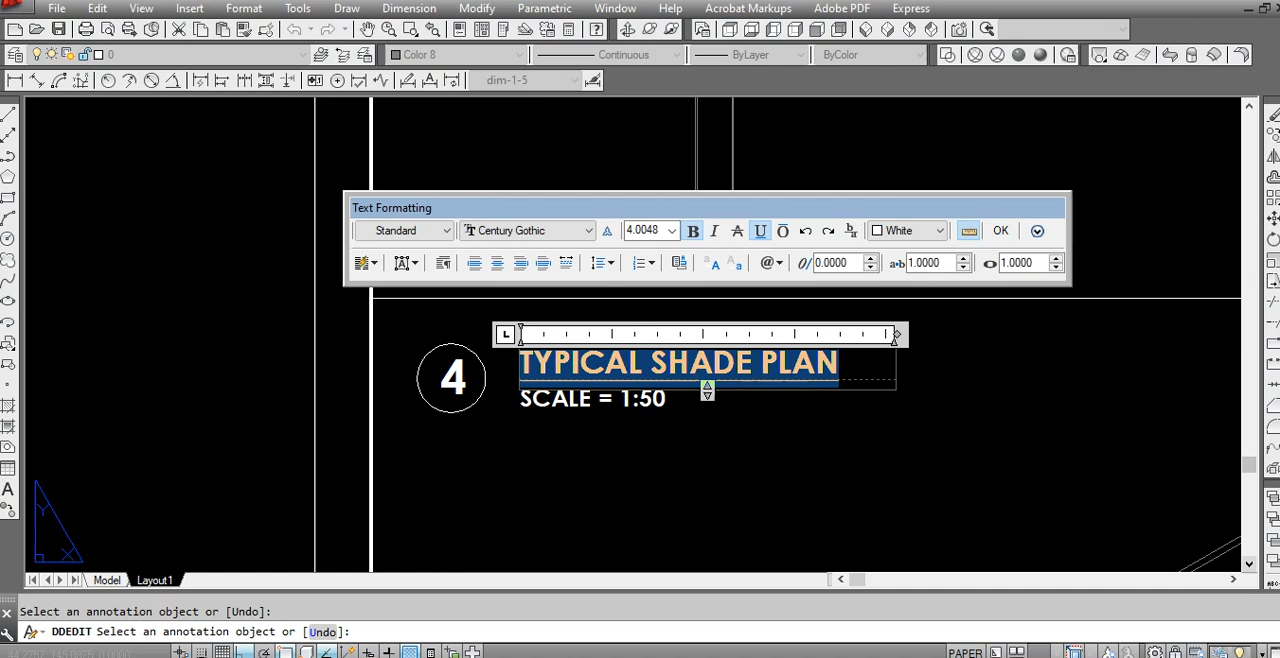 File Edit View Insert Format Tools Draw Dimension Modify Parametric Window Help Acrobat Markups Adobe PDF Express
0 Color 8 Continuous ByLayer ByColor
dim-1-5
Text Formatting
Standard Century Gothic 4.0048 B I A U O White OK
@ 0/ 0.0000 a•b 1.0000 1.0000
L
TYPICAL SHADE PLAN
4
SCALE = 1:50
Y
X
Model Layout1
Select an annotation object or [Undo]:
DDEDIT Select an annotation object or [Undo]:
PAPER